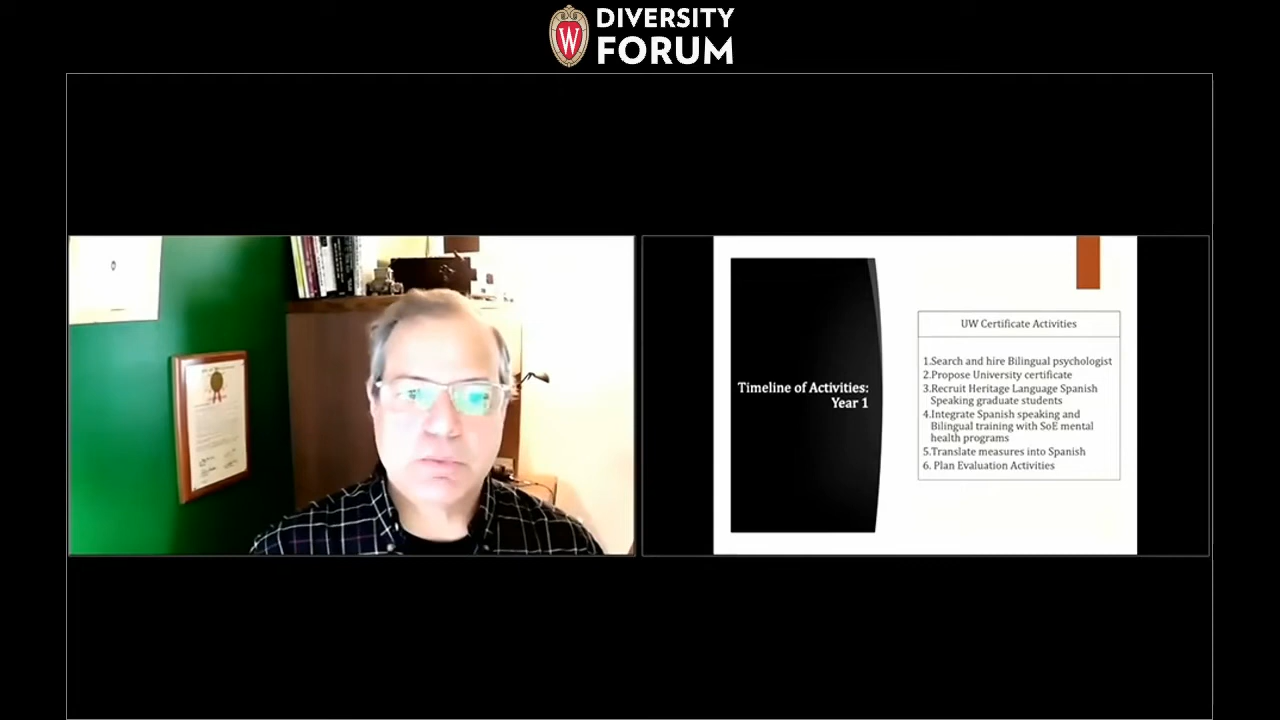 DIVERSITY
FORUM
W
Timeline of Activities:
Year 1
UW Certificate Activities
1.Search and hire Bilingual psychologist
2.Propose University certificate
3.Recruit Heritage Language Spanish
Speaking graduate students
4.Integrate Spanish speaking and
Bilingual training with SoE mental
health programs
5.Translate measures into Spanish
6. Plan Evaluation Activities